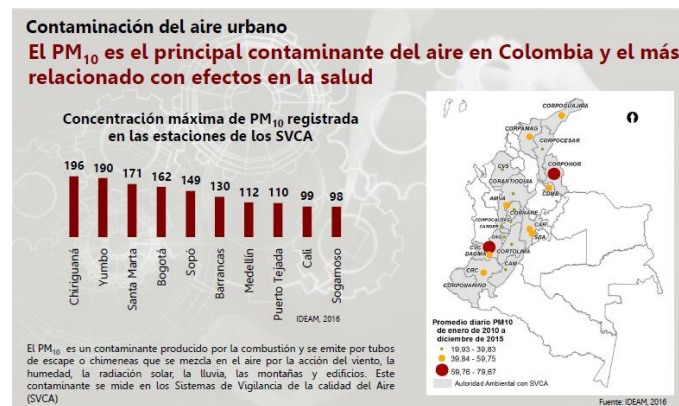 Contaminación del aire urbano
El PM10 es el principal contaminante del aire en Colombia y el más
relacionado con efectos en la salud
Concentración máxima de PM10 registrada
en las estaciones de los SVCA
196 190 171 162 149 130 112 110 99 98
Chiriguaná
Yumbo
Santa Marta
Bogotá
Sopó
Barrancas
Medellín
Puerto Tejada
Cali
Sogamoso
IDEAM, 2016
El PM10 es un contaminante producido por la combustión y se emite por tubos
de escape o chimeneas que se mezcla en el aire por la acción del viento, la
humedad, la radiación solar, la lluvia, las montañas y edificios. Este
contaminante se mide en los Sistemas de Vigilancia de la calidad del Aire
(SVCA)
CORPOGUAJIRA
CORPAMAG
CORPOCESAR
CVS
CORPONOR
CORANTIOQUIA
CDMB
AMVA
CORNARE
CORPOCALDAS
CARDER
CAR
SDA
CRQ
CVC
DAGMA
CORTOLIMA
CRC
CAM
CORPONARIÑO
Promedio diario PM10
de enero de 2010 a
diciembre de 2015
19,93 - 39,83
39,84 - 59,75
59,76 - 79,67
Autoridad Ambiental con SVCA
Fuente: IDEAM, 2016